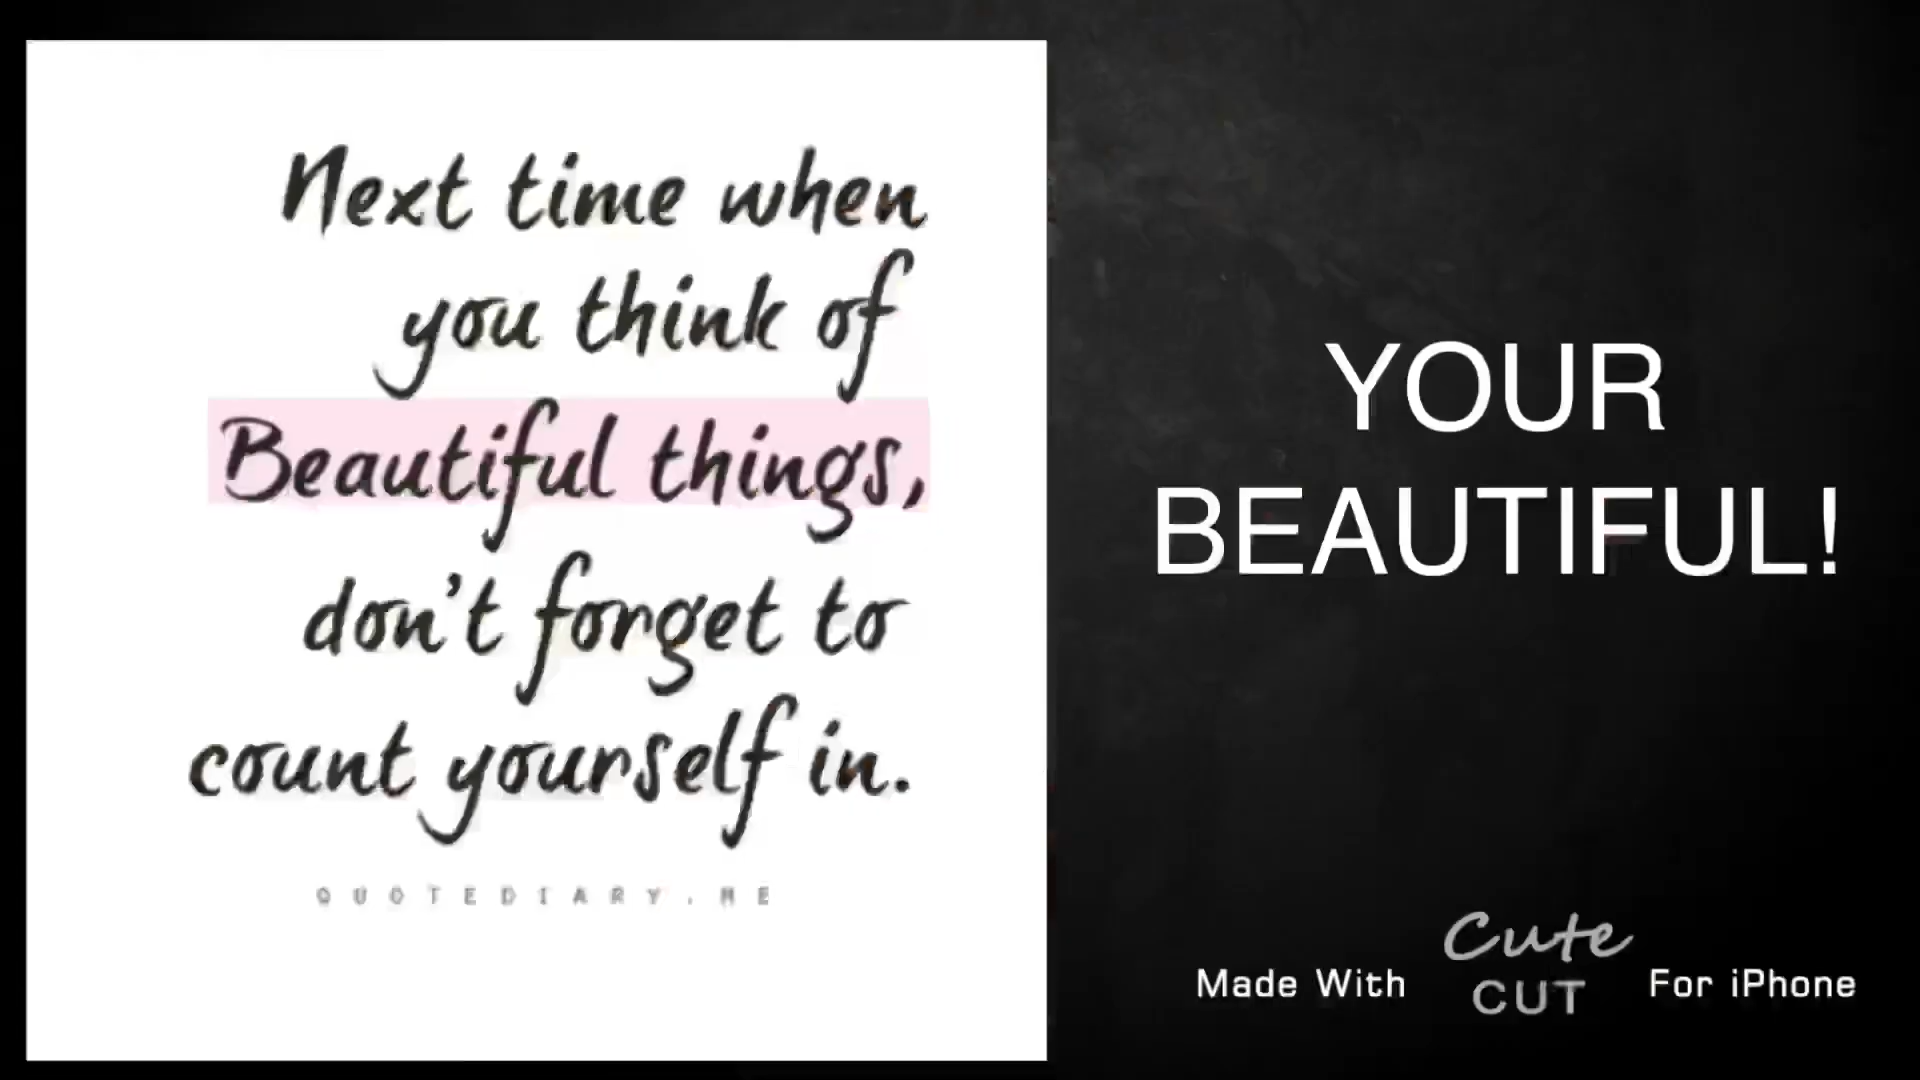 Next time when
you think of
Beautiful things,
don't forget to
count yourself in.
QUOTEDIARY.ME
YOUR
BEAUTIFUL!
Made With Cute CUT For iPhone